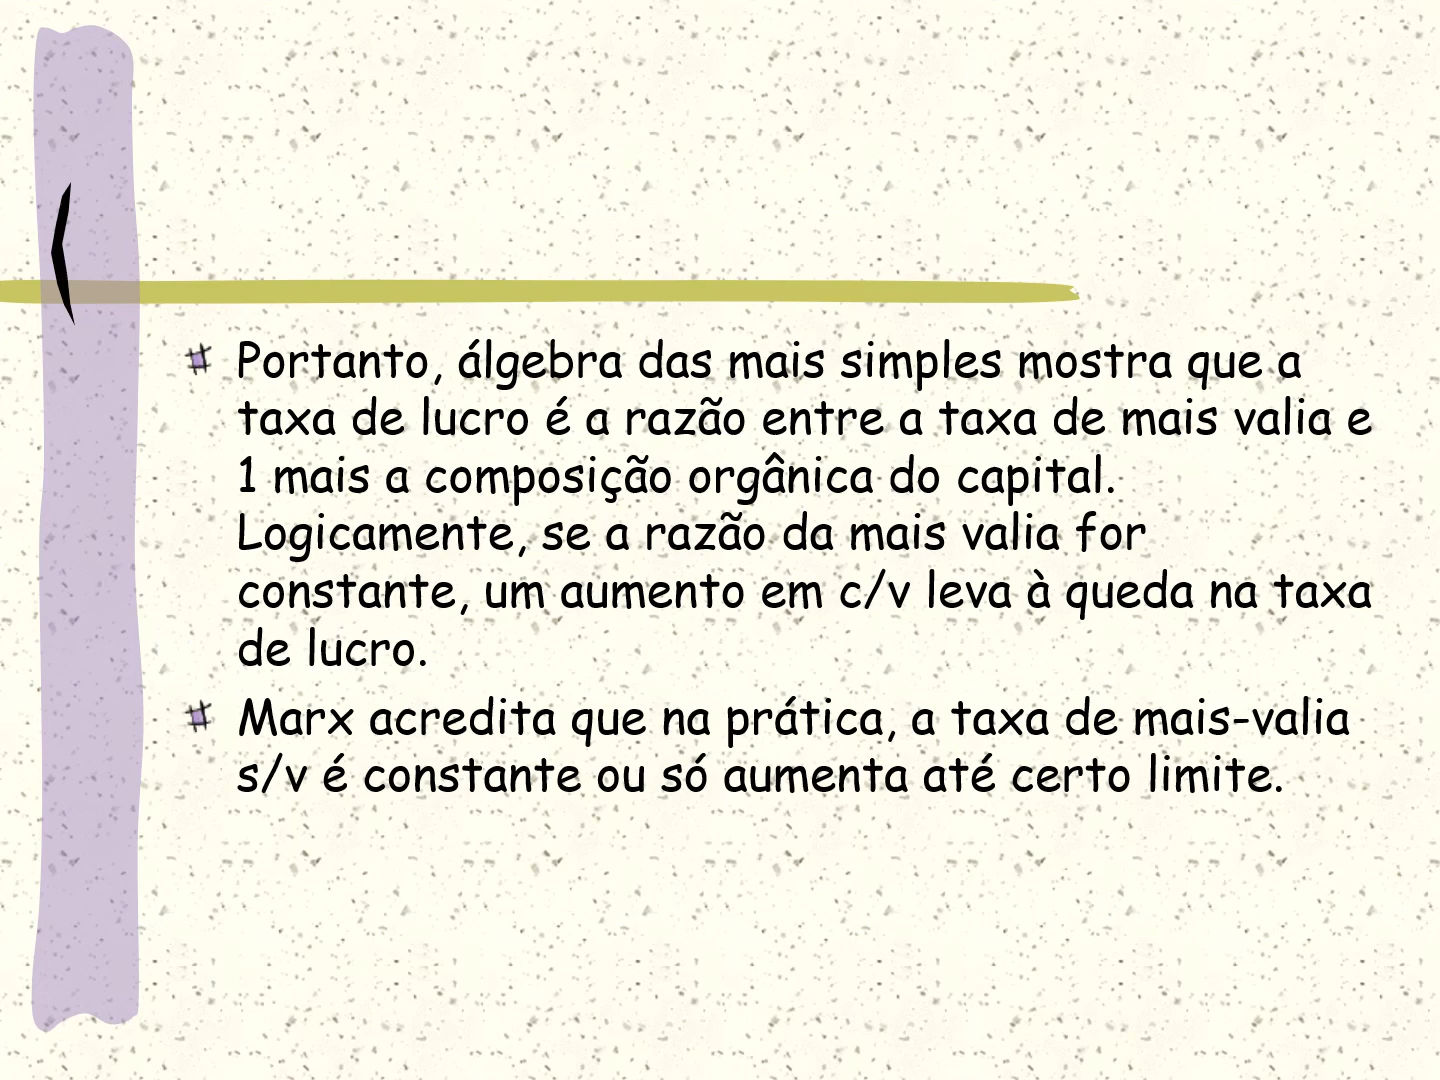 Portanto, álgebra das mais simples mostra que a
taxa de lucro é a razão entre a taxa de mais valia e
1 mais a composição orgânica do capital.
Logicamente, se a razão da mais valia for
constante, um aumento em c/v leva à queda na taxa
de lucro.
Marx acredita que na prática, a taxa de mais-valia
s/v é constante ou só aumenta até certo limite.